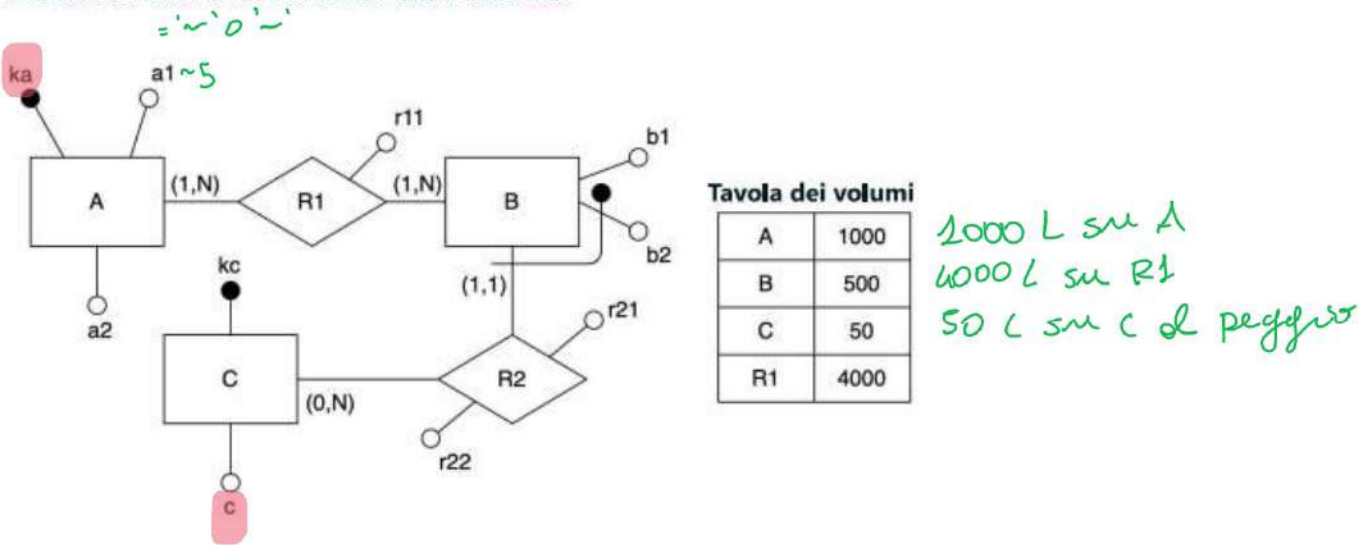 ka
a1 ~5
r11
b1
A
(1,N)
R1
(1,N)
B
b2
a2
kc
(1,1)
r21
C
(0,N)
R2
r22
c
Tavola dei volumi
A 1000
B 500
C 50
R1 4000
1000 L su A
4000 L su R1
50 L su C al peggio